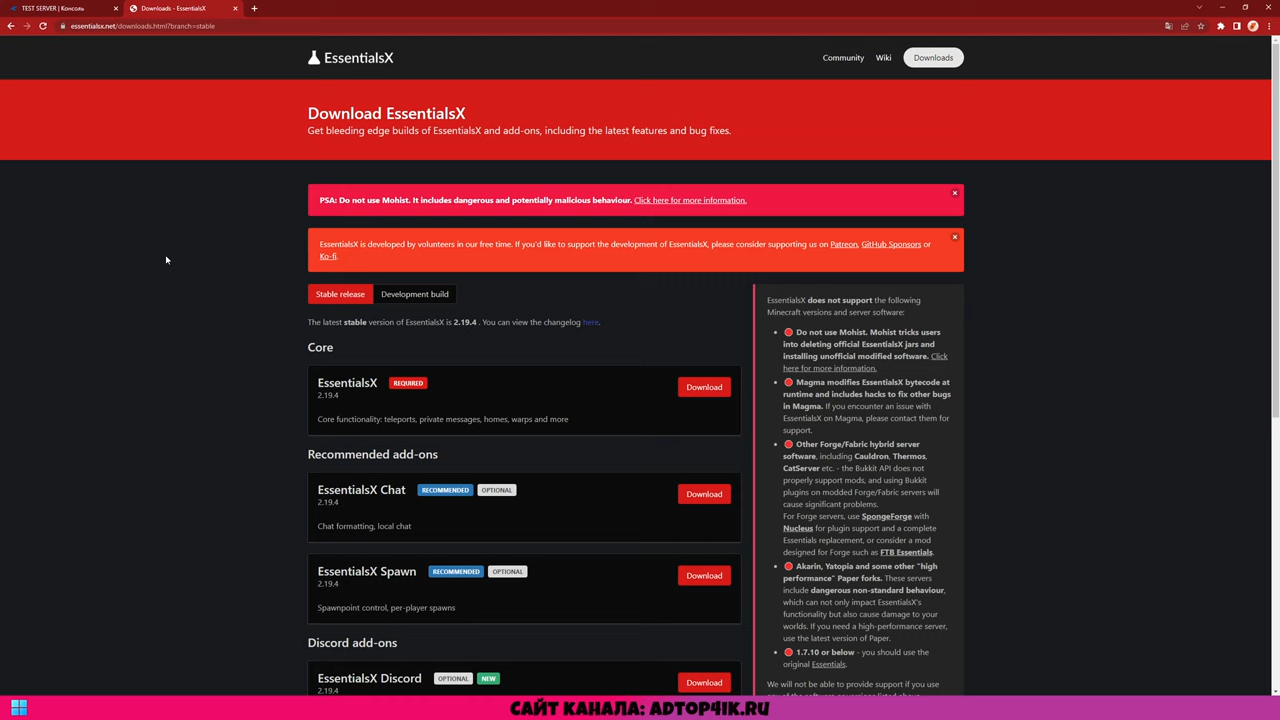 TEST SERVER | Консоль
Downloads - EssentialsX
essentialsx.net/downloads.html?branch=stable
EssentialsX
Community
Wiki
Downloads
Download EssentialsX
Get bleeding edge builds of EssentialsX and add-ons, including the latest features and bug fixes.
PSA: Do not use Mohist. It includes dangerous and potentially malicious behaviour. Click here for more information.
EssentialsX is developed by volunteers in our free time. If you'd like to support the development of EssentialsX, please consider supporting us on Patreon, GitHub Sponsors or
Ko-fi.
Stable release
Development build
The latest stable version of EssentialsX is 2.19.4 . You can view the changelog here.
Core
EssentialsX REQUIRED
2.19.4
Download
Core functionality: teleports, private messages, homes, warps and more
Recommended add-ons
EssentialsX Chat RECOMMENDED OPTIONAL
2.19.4
Download
Chat formatting, local chat
EssentialsX Spawn RECOMMENDED OPTIONAL
2.19.4
Download
Spawnpoint control, per-player spawns
Discord add-ons
EssentialsX Discord OPTIONAL NEW
2.19.4
Download
EssentialsX does not support the following
Minecraft versions and server software:
Do not use Mohist. Mohist tricks users
into deleting official EssentialsX jars and
installing unofficial modified software. Click
here for more information.
Magma modifies EssentialsX bytecode at
runtime and includes hacks to fix other bugs
in Magma. If you encounter an issue with
EssentialsX on Magma, please contact them for
support.
Other Forge/Fabric hybrid server
software, including Cauldron, Thermos,
CatServer etc. - the Bukkit API does not
properly support mods, and using Bukkit
plugins on modded Forge/Fabric servers will
cause significant problems.
For Forge servers, use SpongeForge with
Nucleus for plugin support and a complete
Essentials replacement, or consider a mod
designed for Forge such as FTB Essentials.
Akarin, Yatopia and some other "high
performance" Paper forks. These servers
include dangerous non-standard behaviour,
which can not only impact EssentialsX's
functionality but also cause damage to your
worlds. If you need a high-performance server,
use the latest version of Paper.
1.7.10 or below - you should use the
original Essentials.
We will not be able to provide support if you
САЙТ КАНАЛА: ADTOP4IK.RU